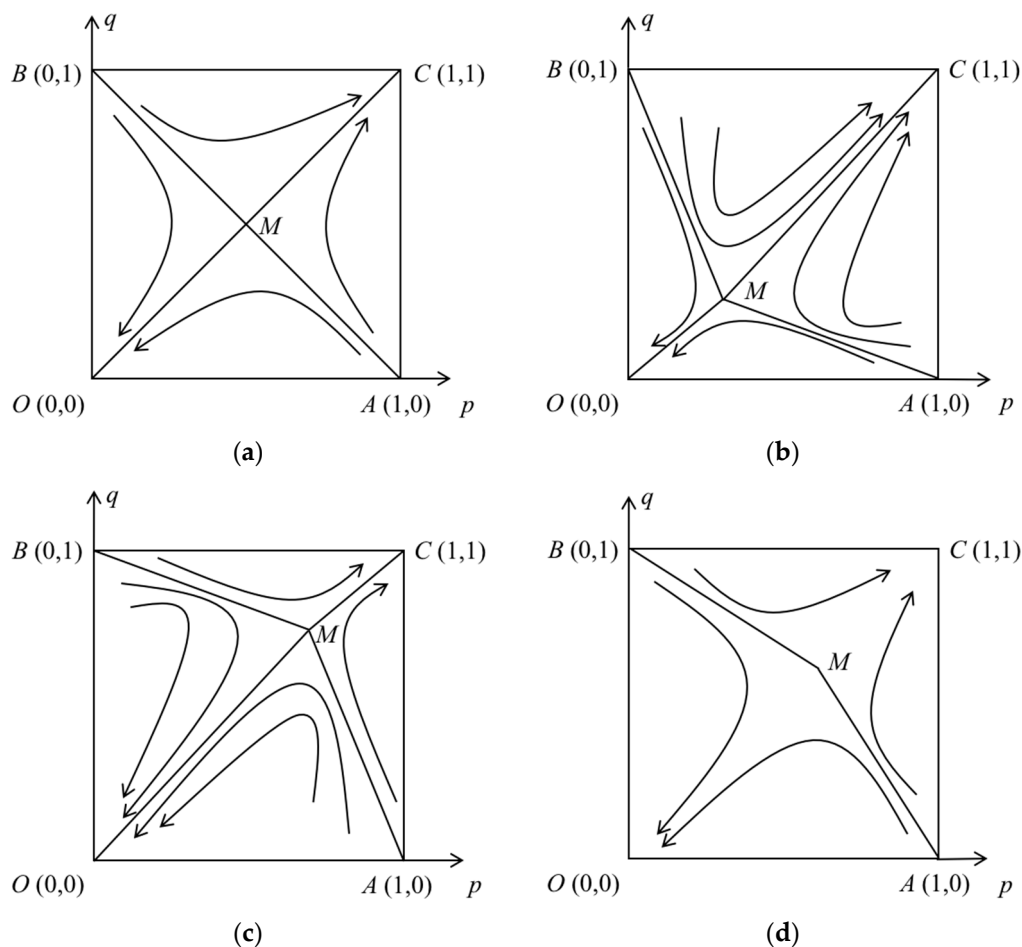 q q
B (0,1) C (1,1) B (0,1) C (1,1)
M M
O (0,0) A (1,0) p O (0,0) A (1,0) p
(a) (b)
q q
B (0,1) C (1,1) B (0,1) C (1,1)
M M
O (0,0) A (1,0) p O (0,0) A (1,0) p
(c) (d)